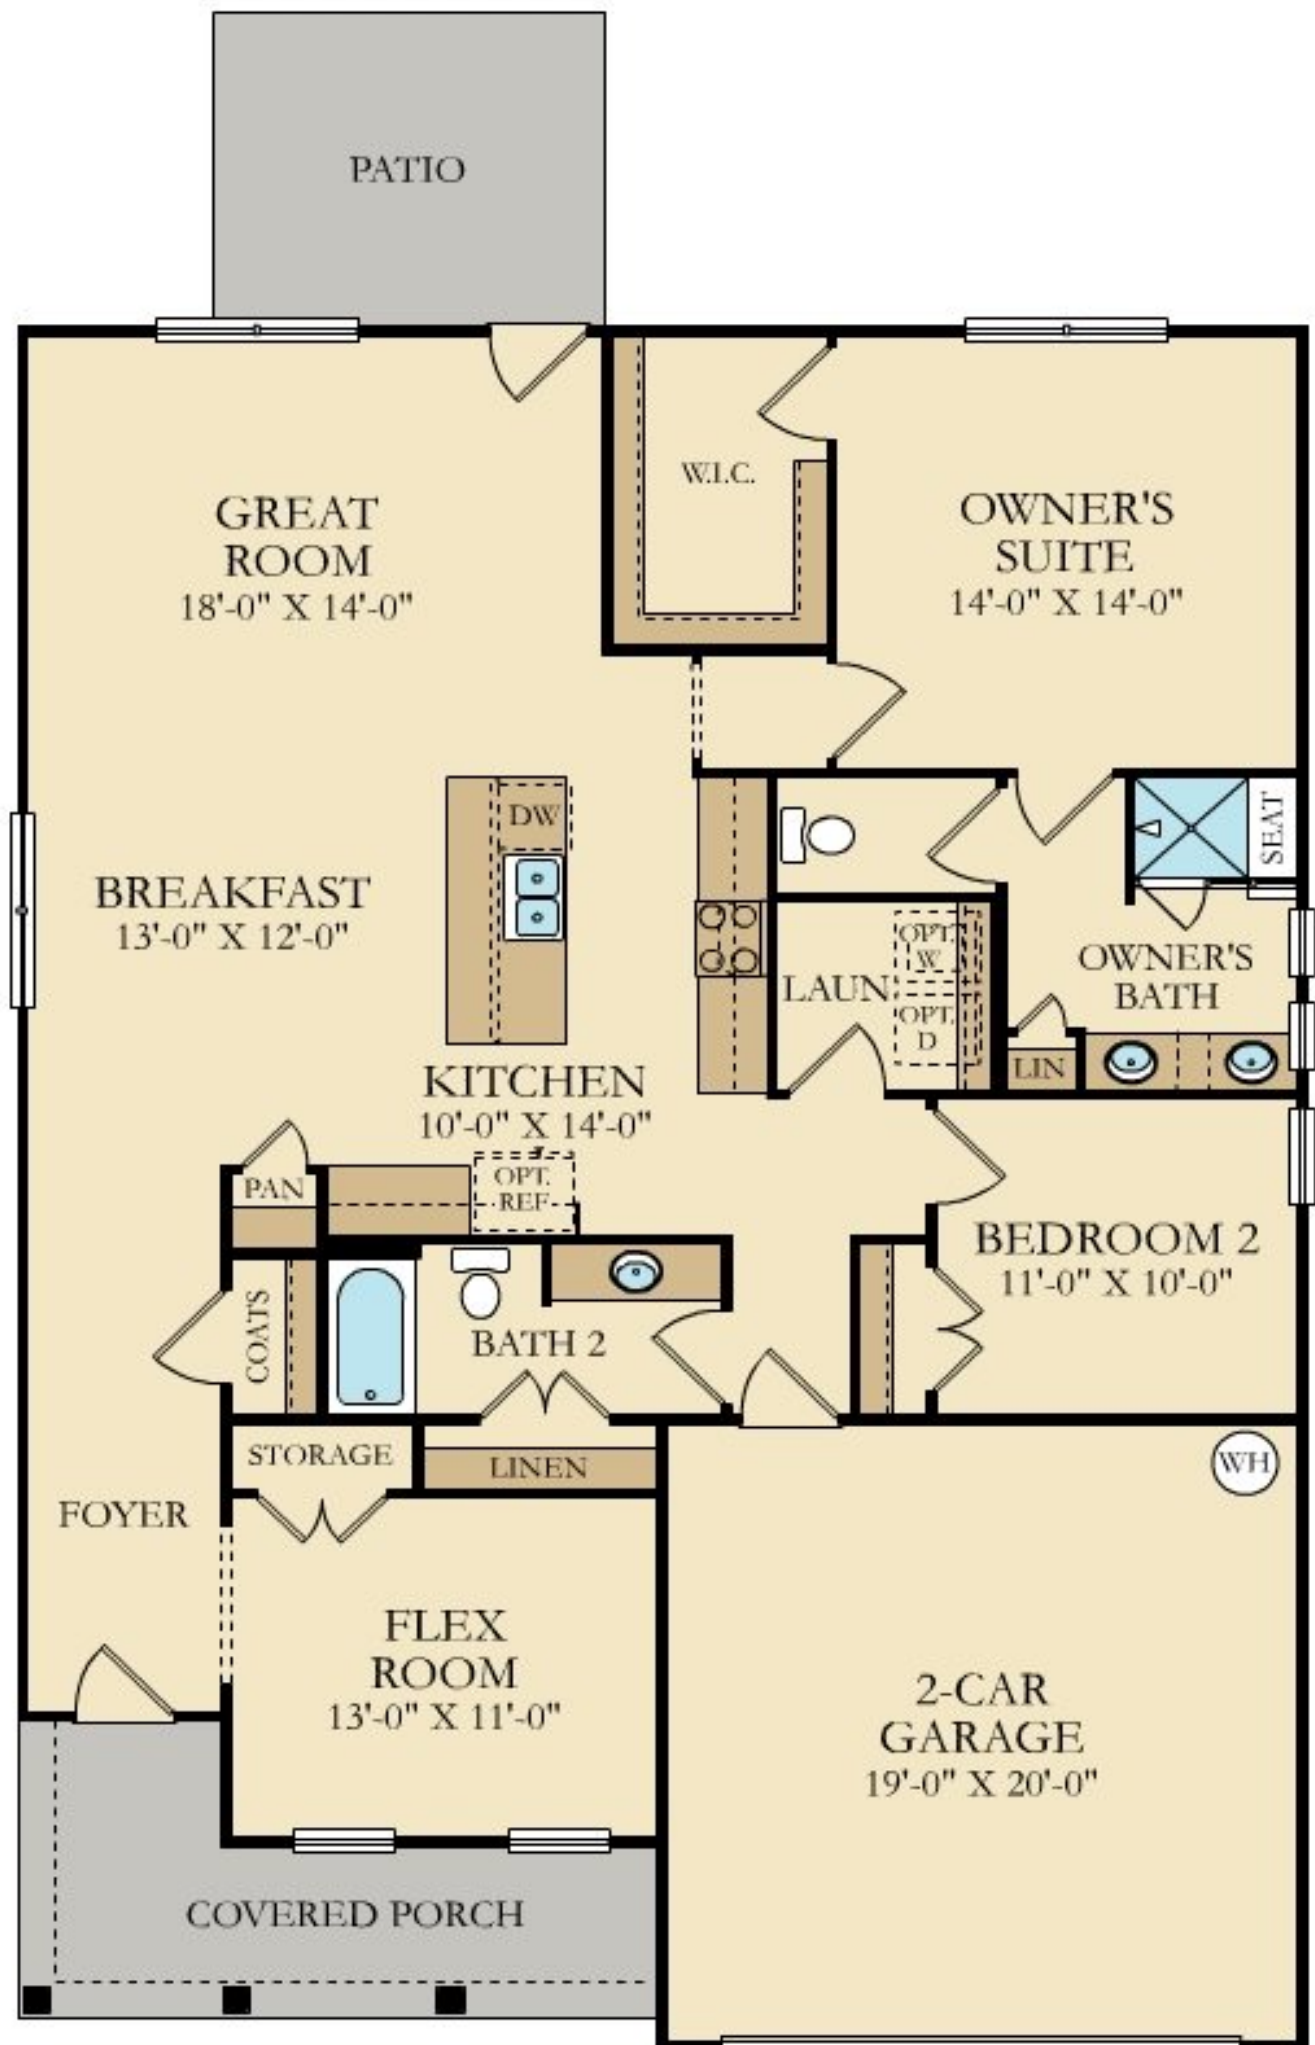 PATIO
GREAT
ROOM
18'-0" X 14'-0"
W.I.C.
OWNER'S
SUITE
14'-0" X 14'-0"
DW
SEAT
BREAKFAST
13'-0" X 12'-0"
OPT.
W
LAUN
OPT.
D
OWNER'S
BATH
LIN
KITCHEN
10'-0" X 14'-0"
PAN
OPT.
REF
BEDROOM 2
11'-0" X 10'-0"
COATS
BATH 2
STORAGE
LINEN
WH
FOYER
FLEX
ROOM
13'-0" X 11'-0"
2-CAR
GARAGE
19'-0" X 20'-0"
COVERED PORCH